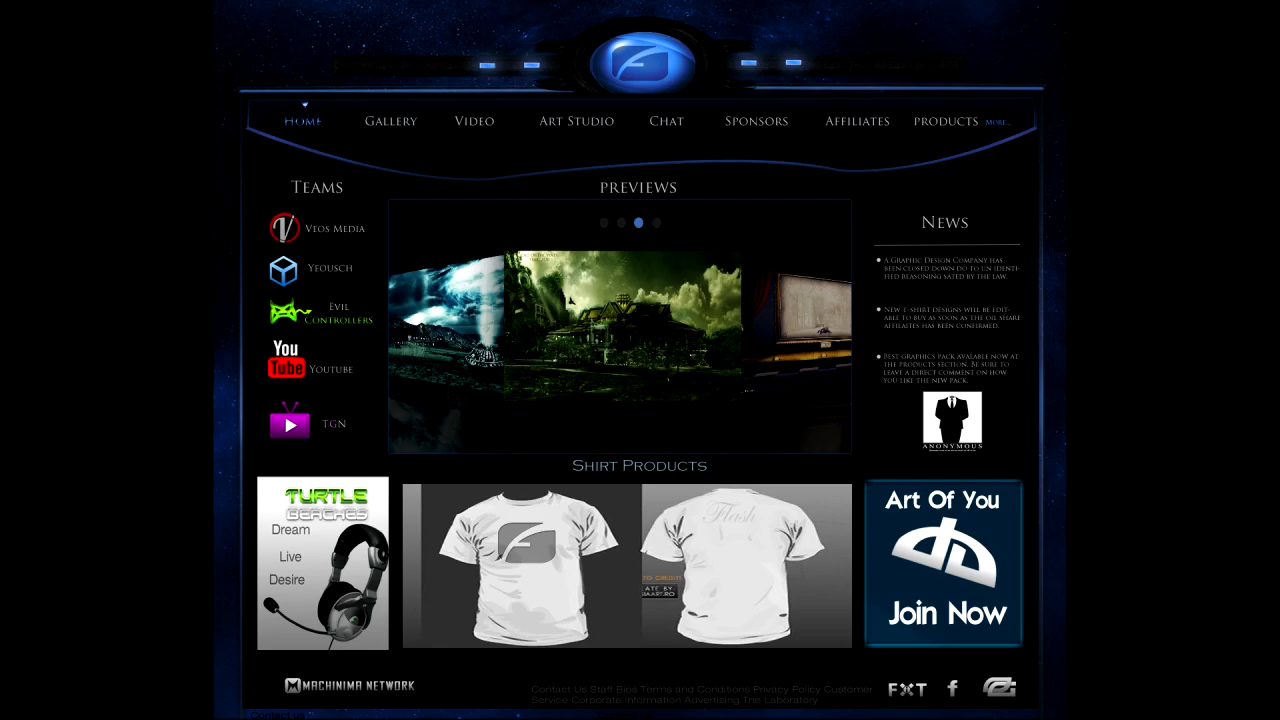 Home Gallery Video Art Studio Chat Sponsors Affiliates products more...
Teams
Veos Media
Yeousch
Evil
Controllers
You
Tube Youtube
TGN
previews
News
A Graphic Design Company has
been closed down do to un identi-
fied reasoning sated by the law.
New t-shirt designs will be edit-
able to buy as soon as the oil share
affilaites has been confirmed.
Best graphics pack avalable now at
the products section. Be sure to
leave a direct comment on how
you like the new pack.
ANONYMOUS
Shirt Products
TURTLE
BEACHES
Dream
Live
Desire
Flash
Art Of You
Join Now
MACHINIMA NETWORK
Contact Us Staff Bios Terms and Conditions Privacy Policy Customer
Service Corporate Information Advertising The Laboratory
FXT f
Contact us